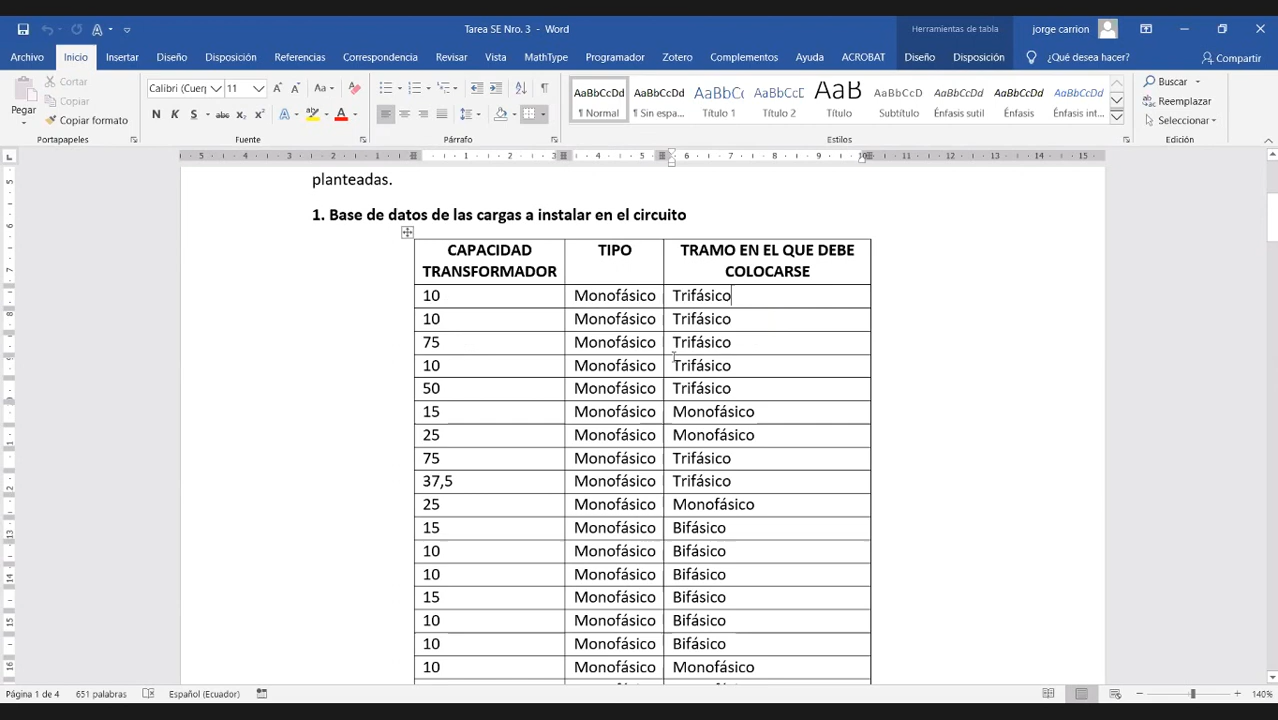 Tarea SE Nro. 3 - Word
Herramientas de tabla
jorge carrion
Archivo Inicio Insertar Diseño Disposición Referencias Correspondencia Revisar Vista MathType Programador Zotero Complementos Ayuda ACROBAT Diseño Disposición ¿Qué desea hacer? Compartir
Pegar
Cortar
Copiar
Copiar formato
Portapapeles
Calibri (Cuerp 11
N K S abc x₂ x²
Fuente
Párrafo
AaBbCcDd AaBbCcDd AaBbCc AaBbCcD AaB AaBbCcD AaBbCcDd AaBbCcDd AaBbCcDd
¶ Normal ¶ Sin espa... Título 1 Título 2 Título Subtítulo Énfasis sutil Énfasis Énfasis int...
Estilos
Buscar
Reemplazar
Seleccionar
Edición
planteadas.
1. Base de datos de las cargas a instalar en el circuito
CAPACIDAD TRANSFORMADOR TIPO TRAMO EN EL QUE DEBE COLOCARSE
10 Monofásico Trifásico
10 Monofásico Trifásico
75 Monofásico Trifásico
10 Monofásico Trifásico
50 Monofásico Trifásico
15 Monofásico Monofásico
25 Monofásico Monofásico
75 Monofásico Trifásico
37,5 Monofásico Trifásico
25 Monofásico Monofásico
15 Monofásico Bifásico
10 Monofásico Bifásico
10 Monofásico Bifásico
15 Monofásico Bifásico
10 Monofásico Bifásico
10 Monofásico Bifásico
10 Monofásico Monofásico
Página 1 de 4 651 palabras Español (Ecuador) 140%